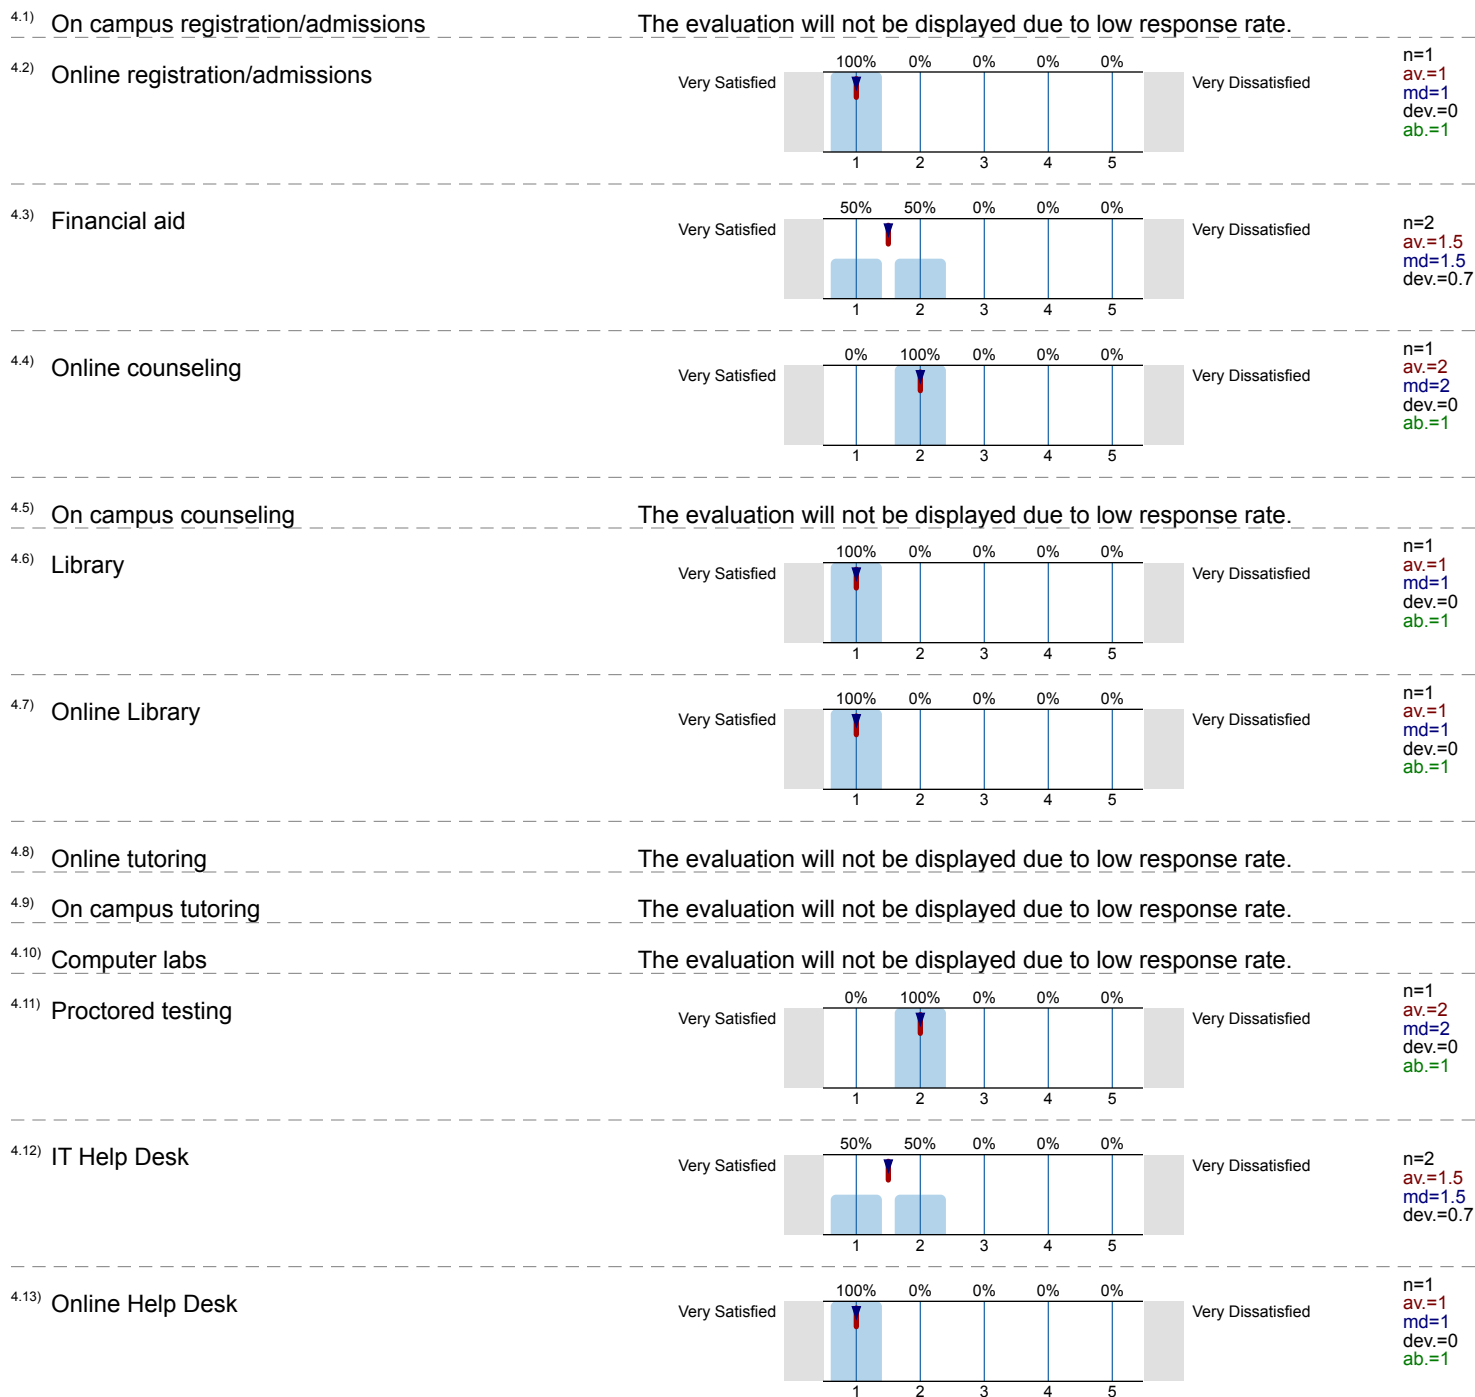 4.1) On campus registration/admissions The evaluation will not be displayed due to low response rate.
4.2) Online registration/admissions
100% 0% 0% 0% 0%
Very Satisfied Very Dissatisfied
1 2 3 4 5
n=1
av.=1
md=1
dev.=0
ab.=1
4.3) Financial aid
50% 50% 0% 0% 0%
Very Satisfied Very Dissatisfied
1 2 3 4 5
n=2
av.=1.5
md=1.5
dev.=0.7
4.4) Online counseling
0% 100% 0% 0% 0%
Very Satisfied Very Dissatisfied
1 2 3 4 5
n=1
av.=2
md=2
dev.=0
ab.=1
4.5) On campus counseling The evaluation will not be displayed due to low response rate.
4.6) Library
100% 0% 0% 0% 0%
Very Satisfied Very Dissatisfied
1 2 3 4 5
n=1
av.=1
md=1
dev.=0
ab.=1
4.7) Online Library
100% 0% 0% 0% 0%
Very Satisfied Very Dissatisfied
1 2 3 4 5
n=1
av.=1
md=1
dev.=0
ab.=1
4.8) Online tutoring The evaluation will not be displayed due to low response rate.
4.9) On campus tutoring The evaluation will not be displayed due to low response rate.
4.10) Computer labs The evaluation will not be displayed due to low response rate.
4.11) Proctored testing
0% 100% 0% 0% 0%
Very Satisfied Very Dissatisfied
1 2 3 4 5
n=1
av.=2
md=2
dev.=0
ab.=1
4.12) IT Help Desk
50% 50% 0% 0% 0%
Very Satisfied Very Dissatisfied
1 2 3 4 5
n=2
av.=1.5
md=1.5
dev.=0.7
4.13) Online Help Desk
100% 0% 0% 0% 0%
Very Satisfied Very Dissatisfied
1 2 3 4 5
n=1
av.=1
md=1
dev.=0
ab.=1